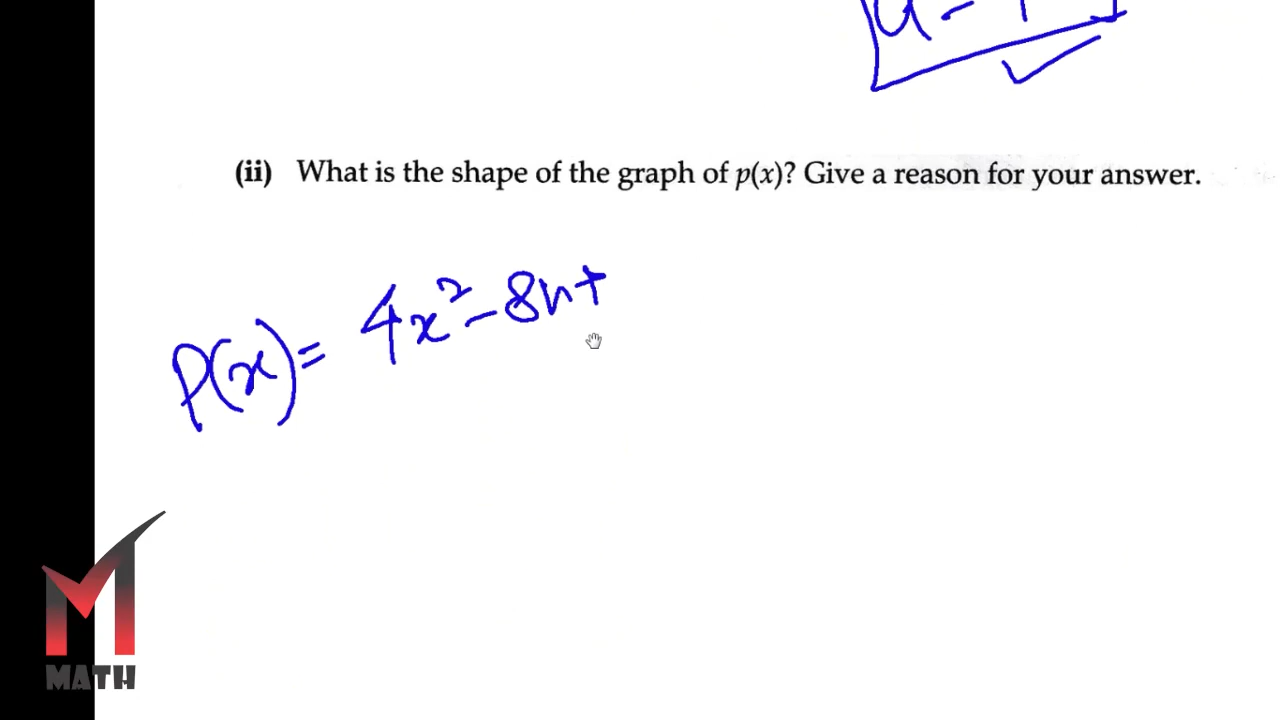 (ii) What is the shape of the graph of p(x)? Give a reason for your answer.
P(x) = 4x² - 8x +
MATH